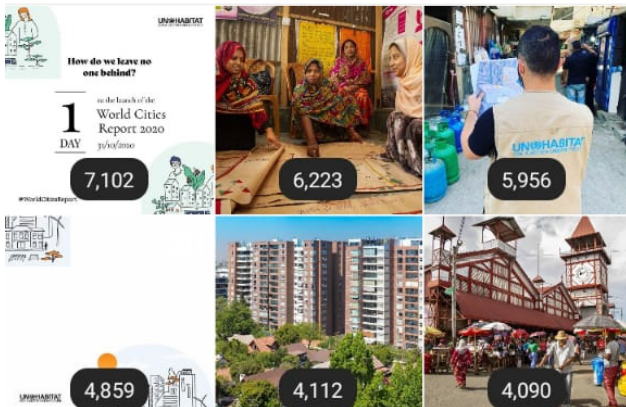 UN-HABITAT
How do we leave no
one behind?
1
DAY
to the launch of the
World Cities
Report 2020
31/10/2020
#WorldCitiesReport
7,102
6,223
UN-HABITAT
5,956
UN-HABITAT
4,859
4,112
4,090